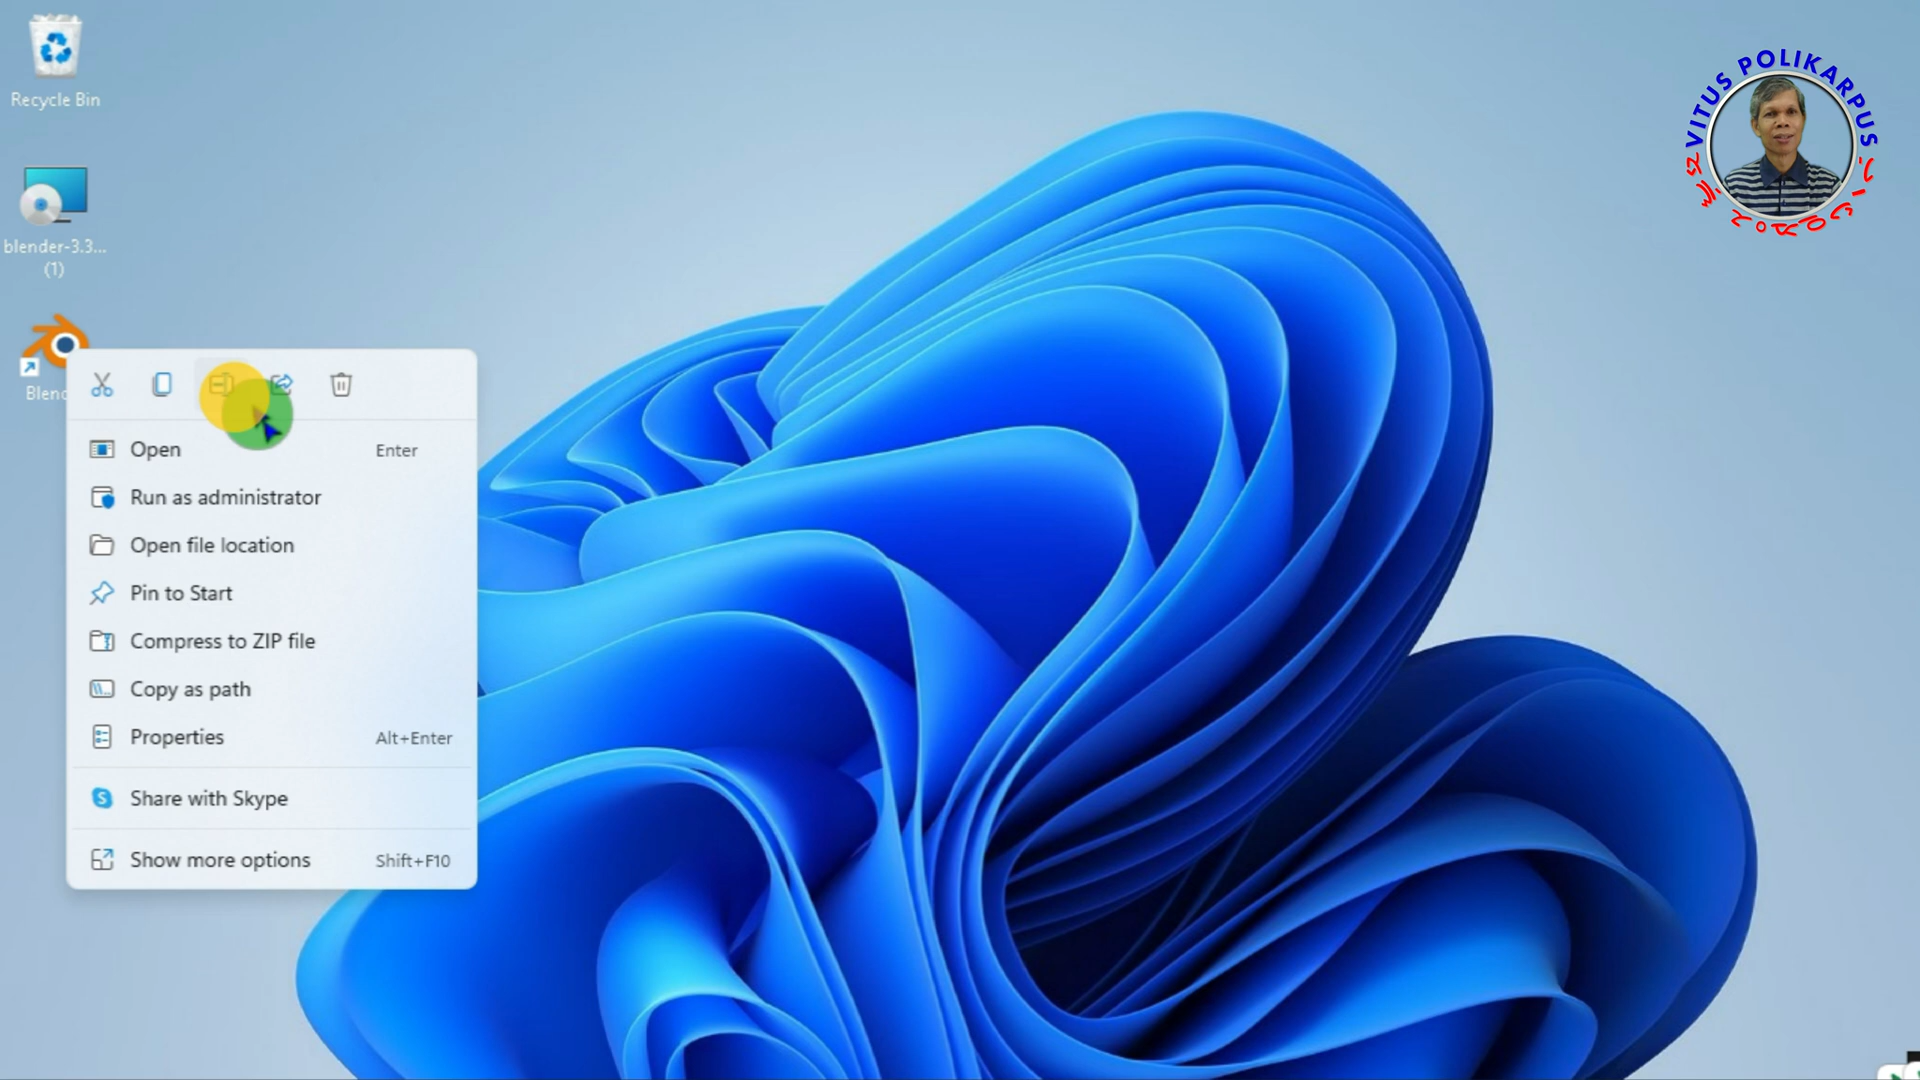 Recycle Bin
blender-3.3...
(1)
Blend
Open Enter
Run as administrator
Open file location
Pin to Start
Compress to ZIP file
Copy as path
Properties Alt+Enter
Share with Skype
Show more options Shift+F10
VITUS POLIKARPUS